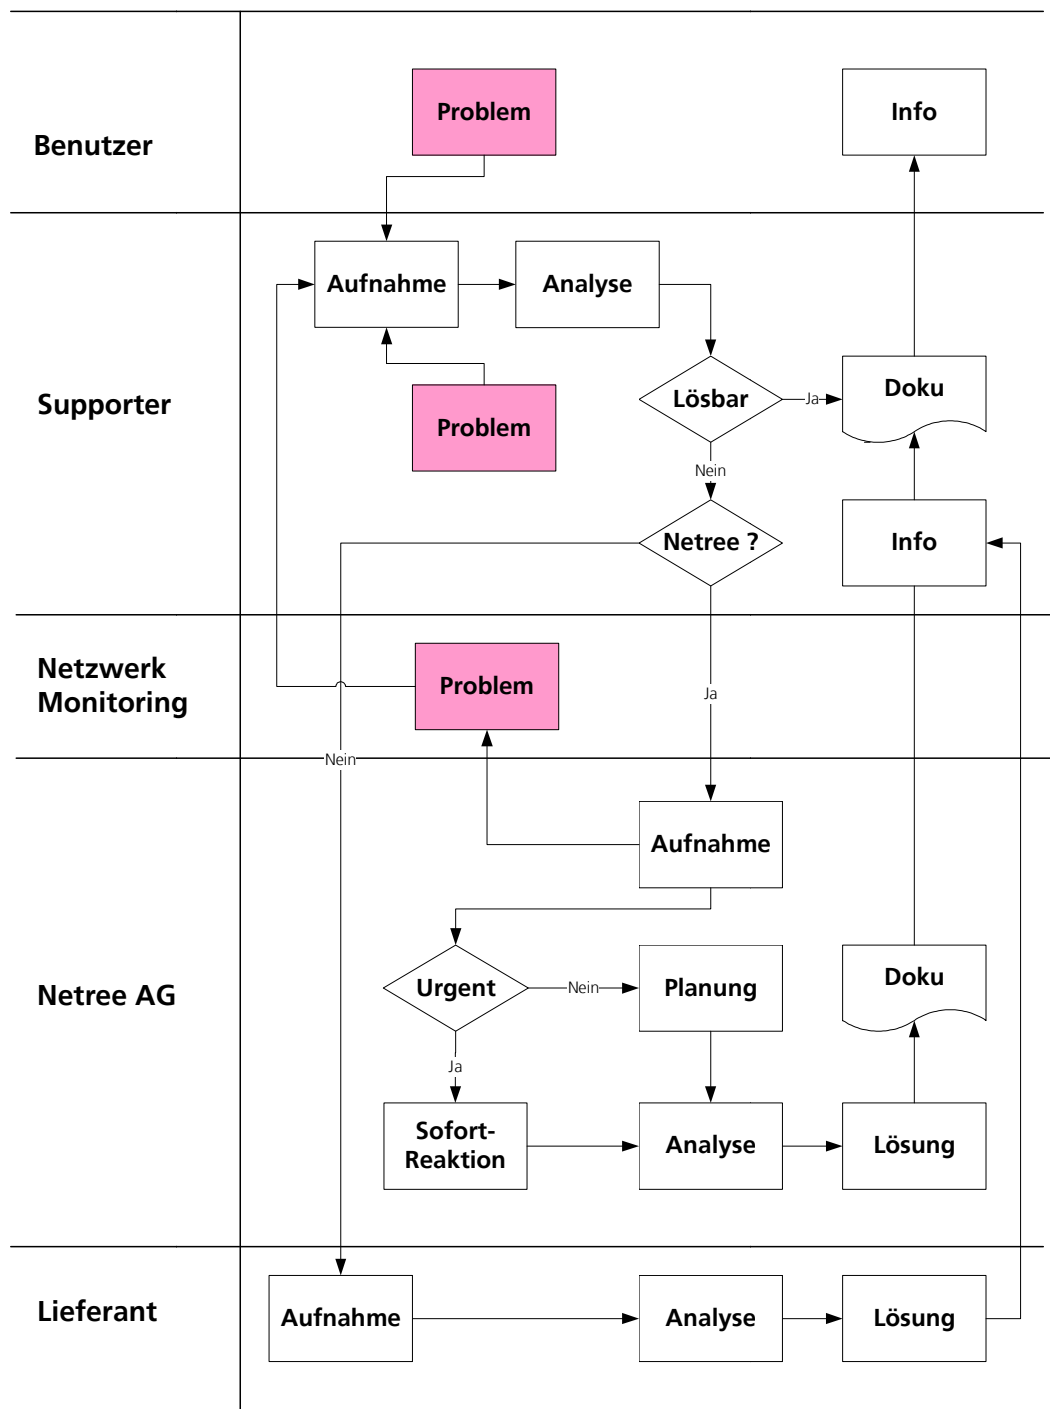 Benutzer
Problem
Info
Supporter
Aufnahme
Analyse
Lösbar
Ja
Doku
Problem
Nein
Netree ?
Info
Netzwerk
Monitoring
Problem
Ja
Nein
Netree AG
Aufnahme
Urgent
Nein
Planung
Doku
Ja
Sofort-
Reaktion
Analyse
Lösung
Lieferant
Aufnahme
Analyse
Lösung